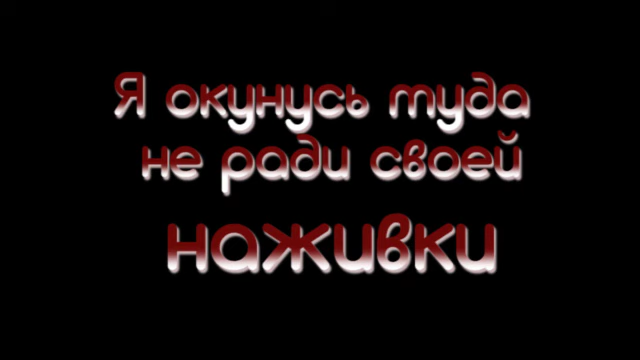 Я окунусь туда
не ради своей
наживки